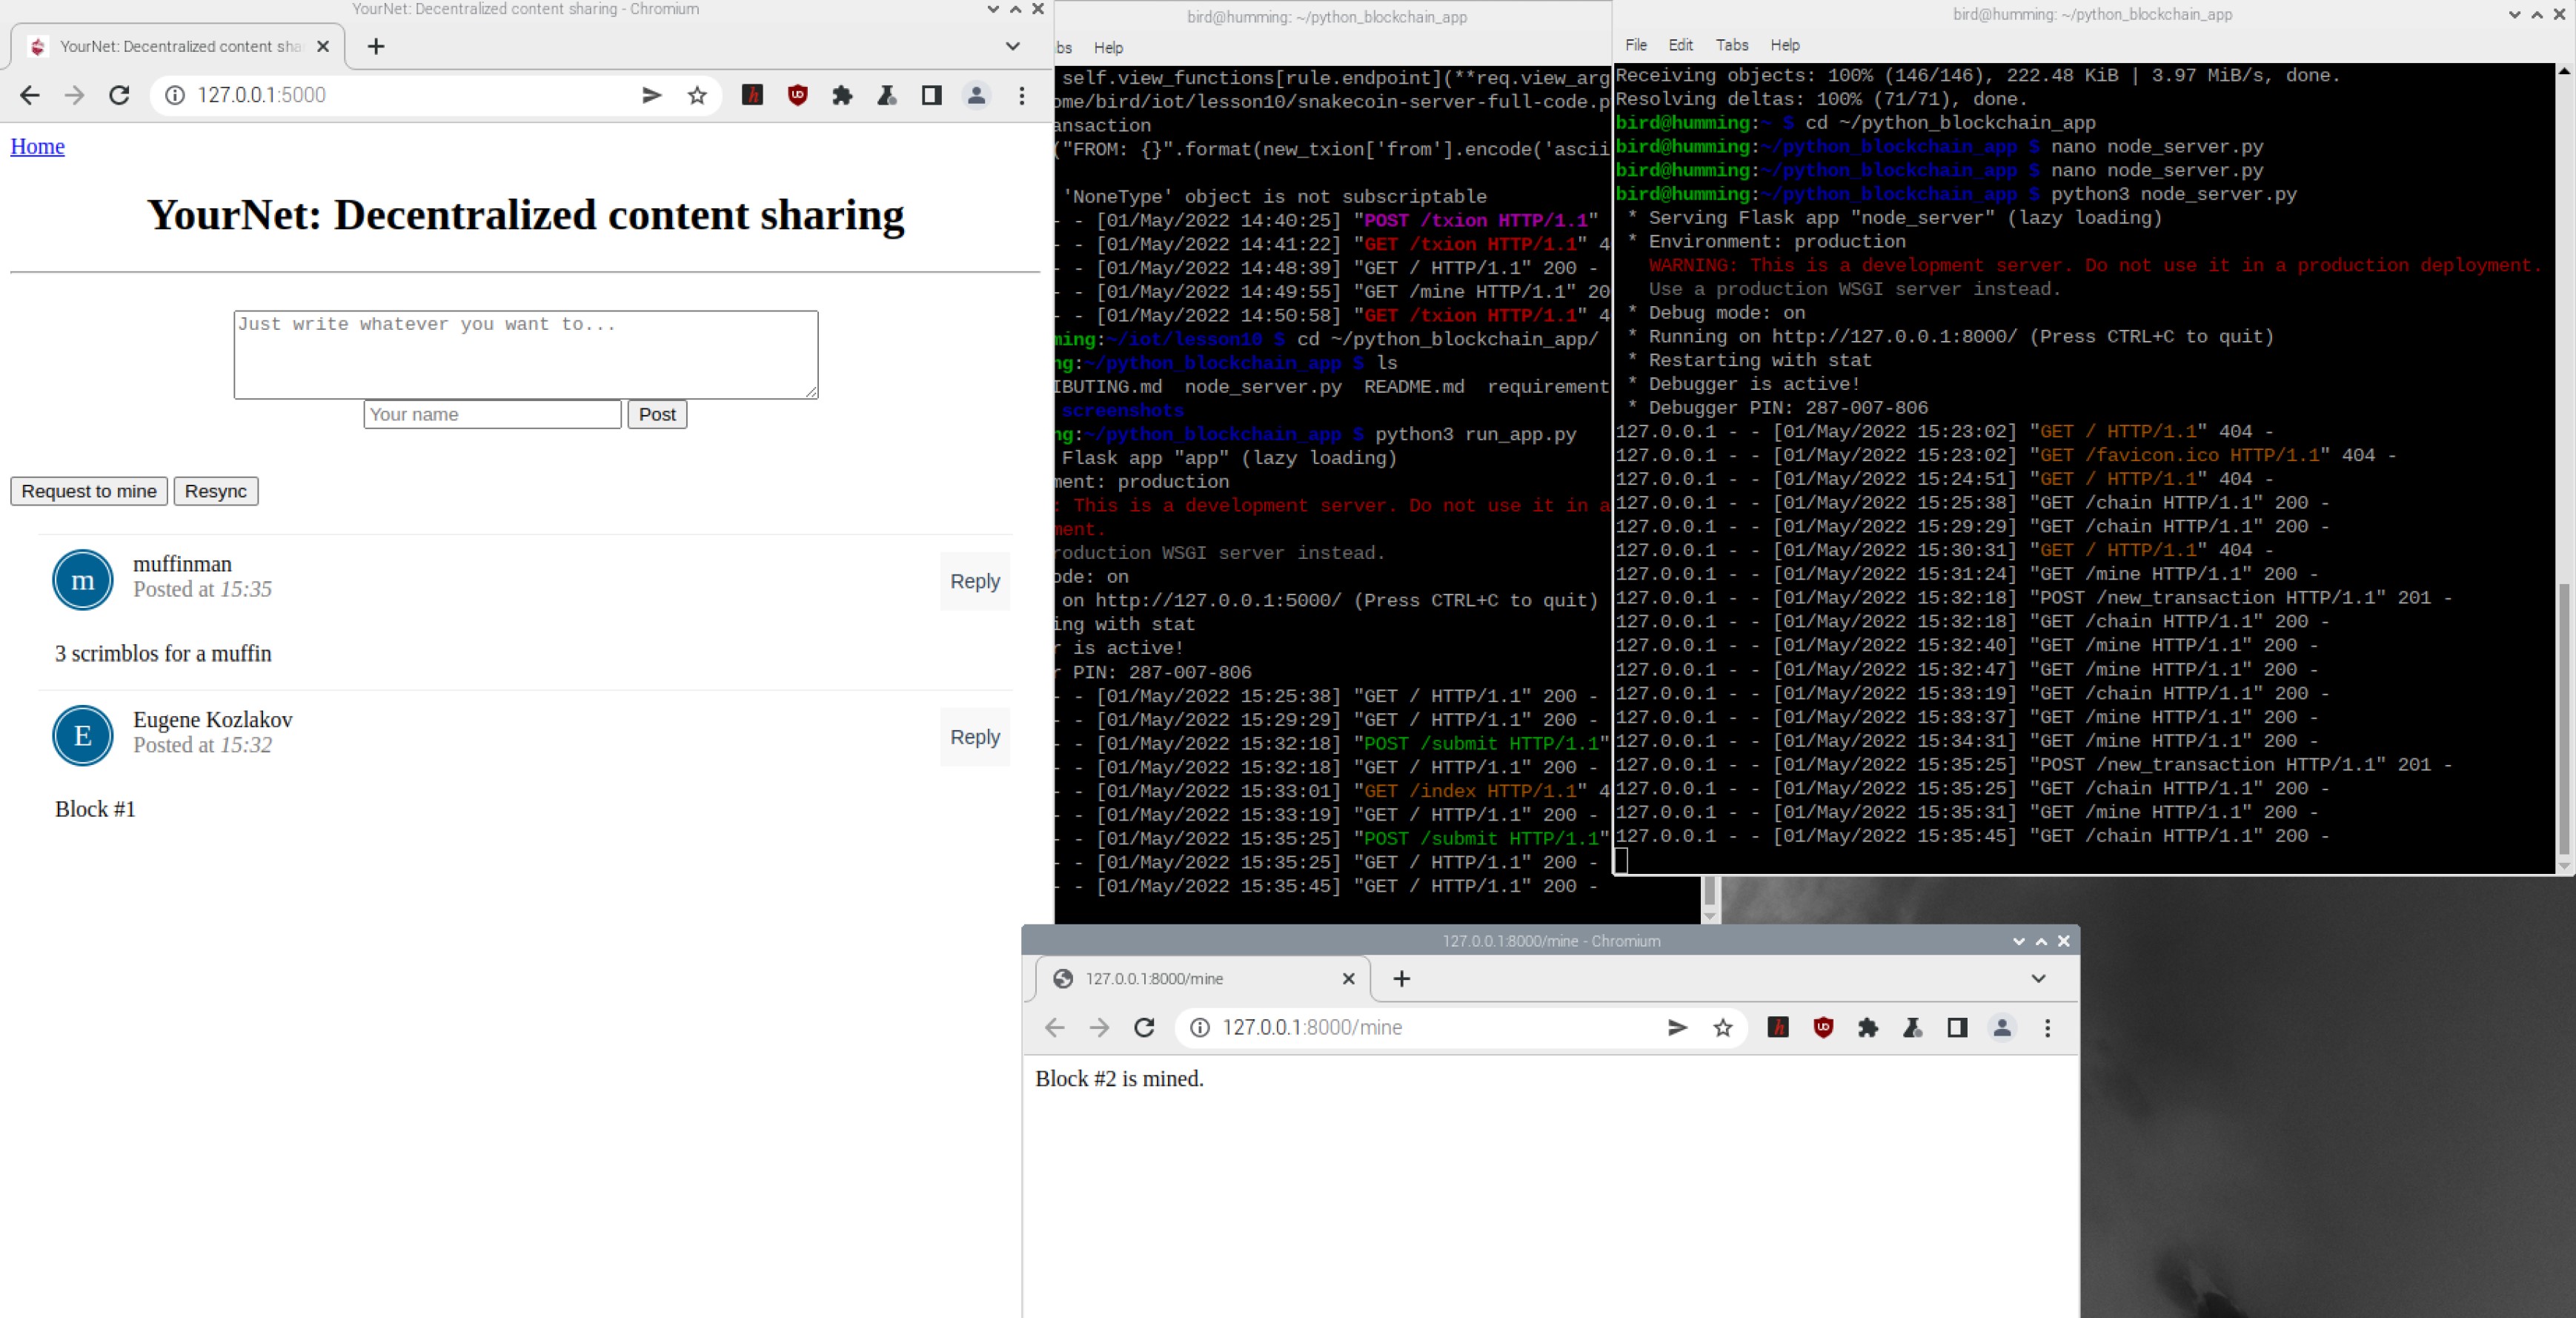 YourNet: Decentralized content sharing - Chromium
YourNet: Decentralized content sha
127.0.0.1:5000
Home
YourNet: Decentralized content sharing
Just write whatever you want to...
Your name
Post
Request to mine Resync
m
muffinman
Posted at 15:35
Reply
3 scrimblos for a muffin
E
Eugene Kozlakov
Posted at 15:32
Reply
Block #1
bird@humming: ~/python_blockchain_app
bs Help
self.view_functions[rule.endpoint](**req.view_arg
ome/bird/iot/lesson10/snakecoin-server-full-code.p
ansaction
("FROM: {}".format(new_txion['from'].encode('ascii
'NoneType' object is not subscriptable
- - [01/May/2022 14:40:25] "POST /txion HTTP/1.1"
- - [01/May/2022 14:41:22] "GET /txion HTTP/1.1" 4
- - [01/May/2022 14:48:39] "GET / HTTP/1.1" 200 -
- - [01/May/2022 14:49:55] "GET /mine HTTP/1.1" 20
- - [01/May/2022 14:50:58] "GET /txion HTTP/1.1" 4
ming:~/iot/lesson10 $ cd ~/python_blockchain_app/
ng:~/python_blockchain_app $ ls
IBUTING.md node_server.py README.md requirement
screenshots
ng:~/python_blockchain_app $ python3 run_app.py
Flask app "app" (lazy loading)
ment: production
: This is a development server. Do not use it in a
ment.
roduction WSGI server instead.
ode: on
on http://127.0.0.1:5000/ (Press CTRL+C to quit)
ing with stat
r is active!
r PIN: 287-007-806
- - [01/May/2022 15:25:38] "GET / HTTP/1.1" 200 -
- - [01/May/2022 15:29:29] "GET / HTTP/1.1" 200 -
- - [01/May/2022 15:32:18] "POST /submit HTTP/1.1"
- - [01/May/2022 15:32:18] "GET / HTTP/1.1" 200 -
- - [01/May/2022 15:33:01] "GET /index HTTP/1.1" 4
- - [01/May/2022 15:33:19] "GET / HTTP/1.1" 200 -
- - [01/May/2022 15:35:25] "POST /submit HTTP/1.1"
- - [01/May/2022 15:35:25] "GET / HTTP/1.1" 200 -
- - [01/May/2022 15:35:45] "GET / HTTP/1.1" 200 -
bird@humming: ~/python_blockchain_app
File Edit Tabs Help
Receiving objects: 100% (146/146), 222.48 KiB | 3.97 MiB/s, done.
Resolving deltas: 100% (71/71), done.
bird@humming:~ $ cd ~/python_blockchain_app
bird@humming:~/python_blockchain_app $ nano node_server.py
bird@humming:~/python_blockchain_app $ nano node_server.py
bird@humming:~/python_blockchain_app $ python3 node_server.py
* Serving Flask app "node_server" (lazy loading)
* Environment: production
WARNING: This is a development server. Do not use it in a production deployment.
Use a production WSGI server instead.
* Debug mode: on
* Running on http://127.0.0.1:8000/ (Press CTRL+C to quit)
* Restarting with stat
* Debugger is active!
* Debugger PIN: 287-007-806
127.0.0.1 - - [01/May/2022 15:23:02] "GET / HTTP/1.1" 404 -
127.0.0.1 - - [01/May/2022 15:23:02] "GET /favicon.ico HTTP/1.1" 404 -
127.0.0.1 - - [01/May/2022 15:24:51] "GET / HTTP/1.1" 404 -
127.0.0.1 - - [01/May/2022 15:25:38] "GET /chain HTTP/1.1" 200 -
127.0.0.1 - - [01/May/2022 15:29:29] "GET /chain HTTP/1.1" 200 -
127.0.0.1 - - [01/May/2022 15:30:31] "GET / HTTP/1.1" 404 -
127.0.0.1 - - [01/May/2022 15:31:24] "GET /mine HTTP/1.1" 200 -
127.0.0.1 - - [01/May/2022 15:32:18] "POST /new_transaction HTTP/1.1" 201 -
127.0.0.1 - - [01/May/2022 15:32:18] "GET /chain HTTP/1.1" 200 -
127.0.0.1 - - [01/May/2022 15:32:40] "GET /mine HTTP/1.1" 200 -
127.0.0.1 - - [01/May/2022 15:32:47] "GET /mine HTTP/1.1" 200 -
127.0.0.1 - - [01/May/2022 15:33:19] "GET /chain HTTP/1.1" 200 -
127.0.0.1 - - [01/May/2022 15:33:37] "GET /mine HTTP/1.1" 200 -
127.0.0.1 - - [01/May/2022 15:34:31] "GET /mine HTTP/1.1" 200 -
127.0.0.1 - - [01/May/2022 15:35:25] "POST /new_transaction HTTP/1.1" 201 -
127.0.0.1 - - [01/May/2022 15:35:25] "GET /chain HTTP/1.1" 200 -
127.0.0.1 - - [01/May/2022 15:35:31] "GET /mine HTTP/1.1" 200 -
127.0.0.1 - - [01/May/2022 15:35:45] "GET /chain HTTP/1.1" 200 -
127.0.0.1:8000/mine - Chromium
127.0.0.1:8000/mine
127.0.0.1:8000/mine
Block #2 is mined.